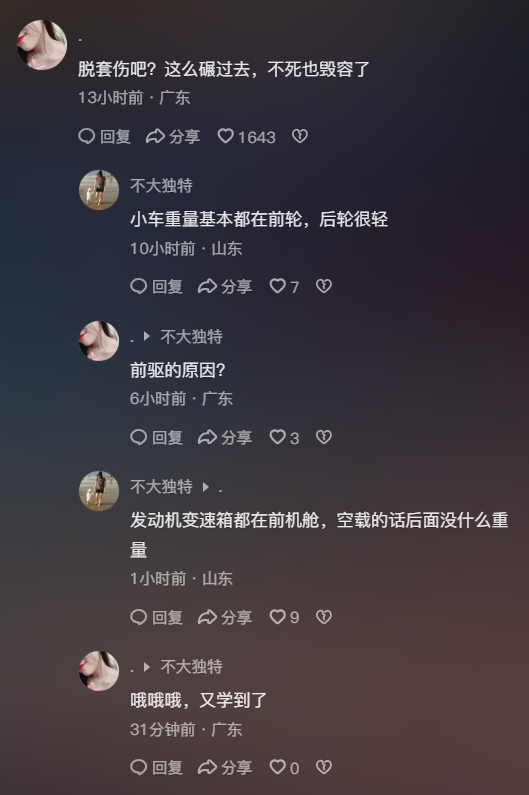 .
脱套伤吧？这么碾过去，不死也毁容了
13小时前 · 广东
回复 分享 1643
不大独特
小车重量基本都在前轮，后轮很轻
10小时前 · 山东
回复 分享 7
. 不大独特
前驱的原因？
6小时前 · 广东
回复 分享 3
不大独特 .
发动机变速箱都在前机舱，空载的话后面没什么重
量
1小时前 · 山东
回复 分享 9
. 不大独特
哦哦哦，又学到了
31分钟前 · 广东
回复 分享 0